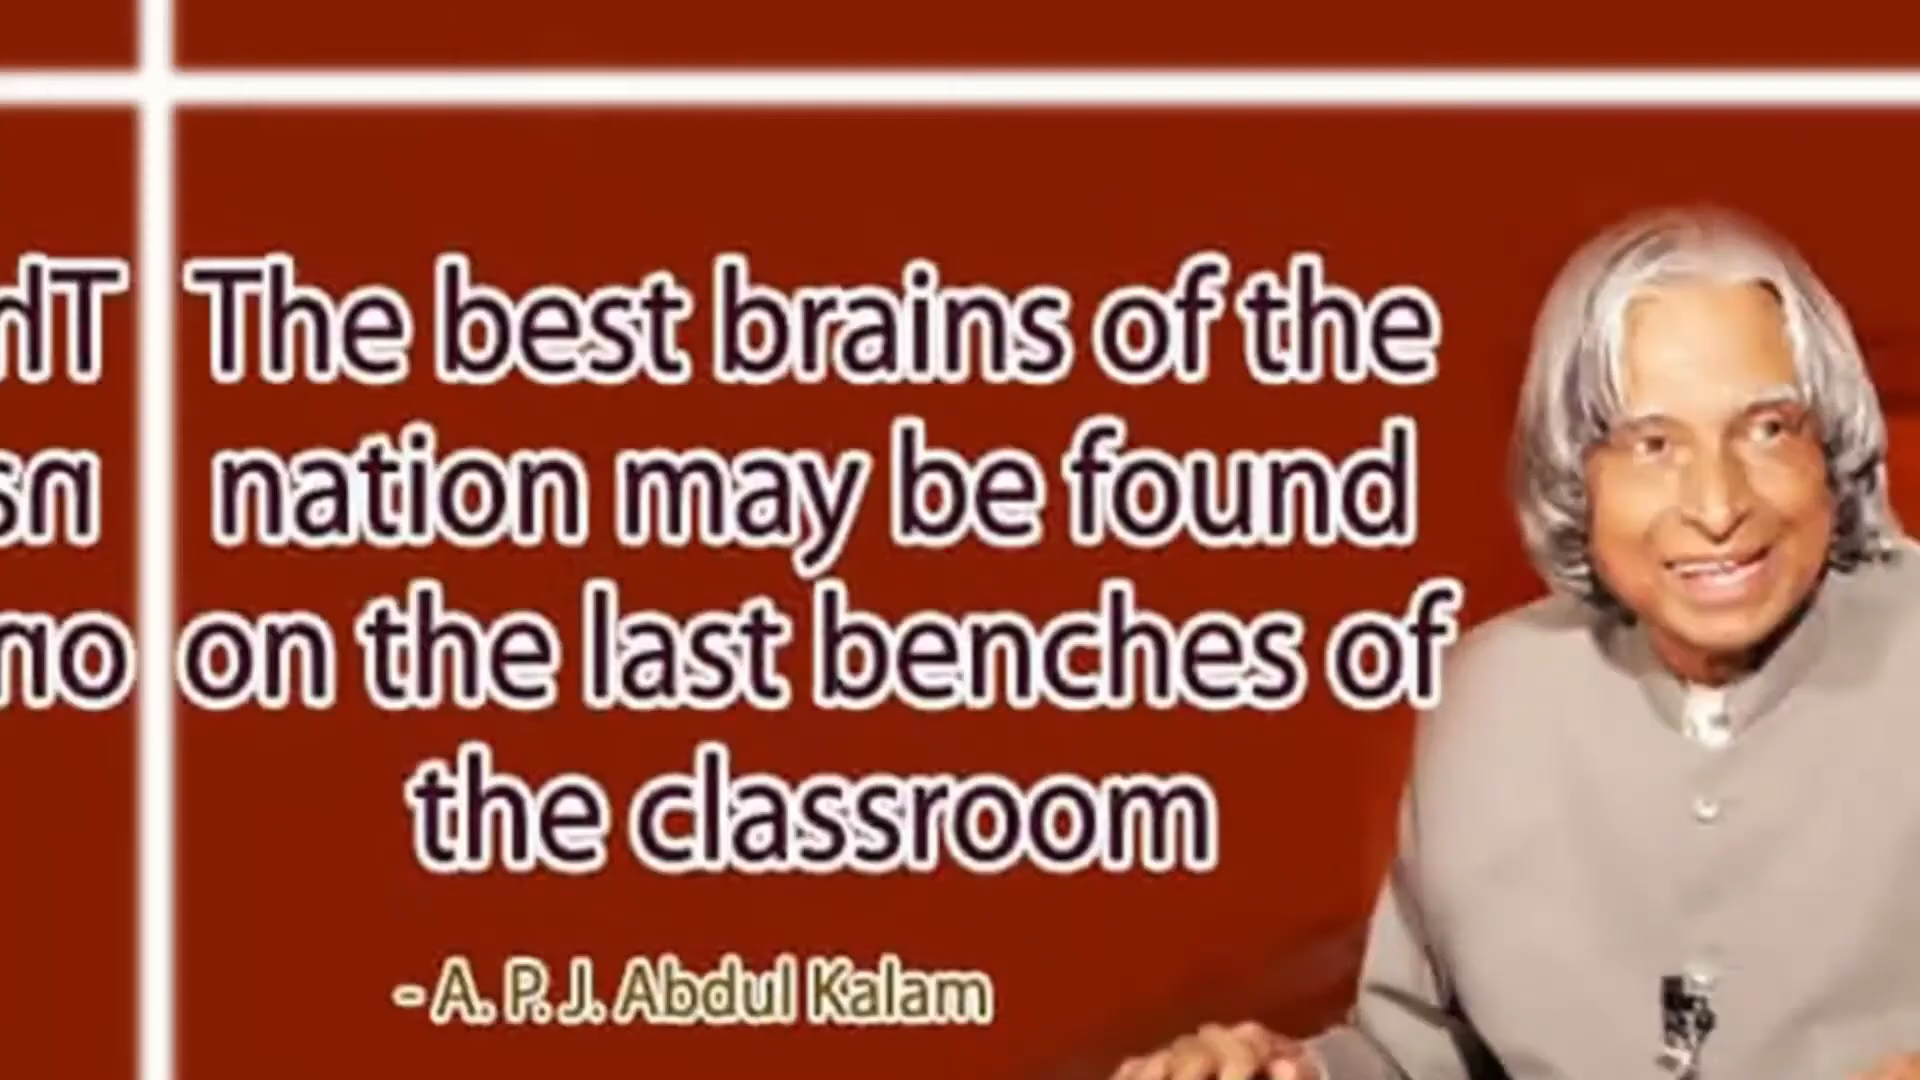 The best brains of the
nation may be found
on the last benches of
the classroom
- A. P. J. Abdul Kalam